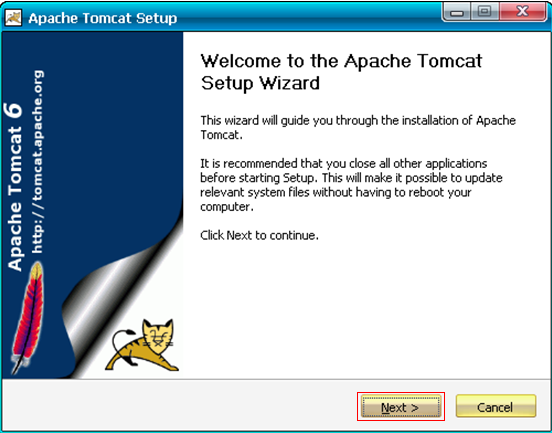 Apache Tomcat Setup
Apache Tomcat 6
http://tomcat.apache.org
Welcome to the Apache Tomcat
Setup Wizard
This wizard will guide you through the installation of Apache
Tomcat.
It is recommended that you close all other applications
before starting Setup. This will make it possible to update
relevant system files without having to reboot your
computer.
Click Next to continue.
Next >
Cancel